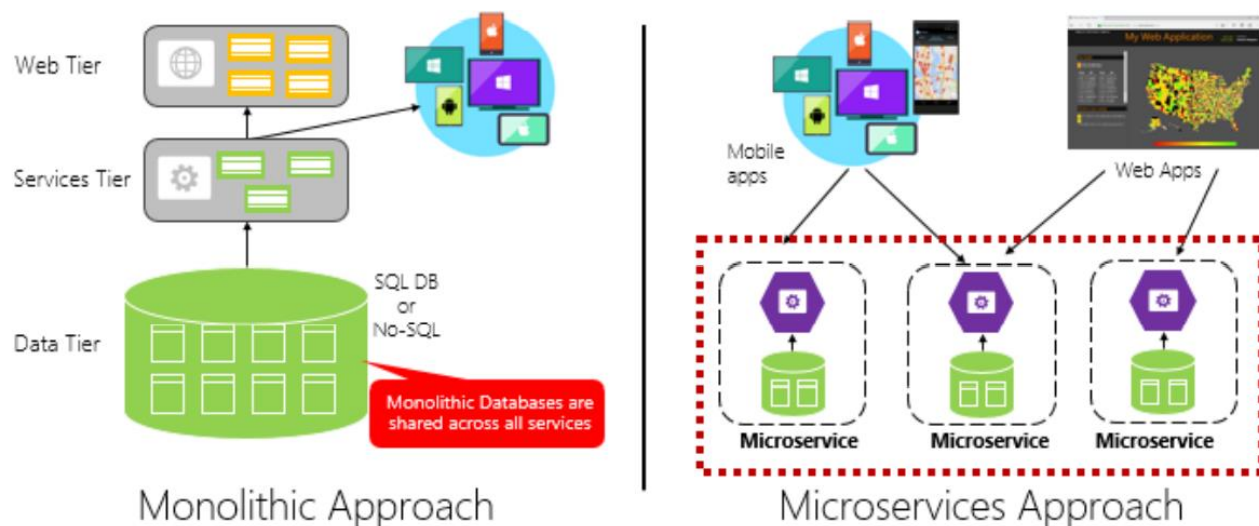 Web Tier
Services Tier
Data Tier
SQL DB
or
No-SQL
Monolithic Databases are
shared across all services
Monolithic Approach
Mobile
apps
My Web Application
Web Apps
Microservice
Microservice
Microservice
Microservices Approach